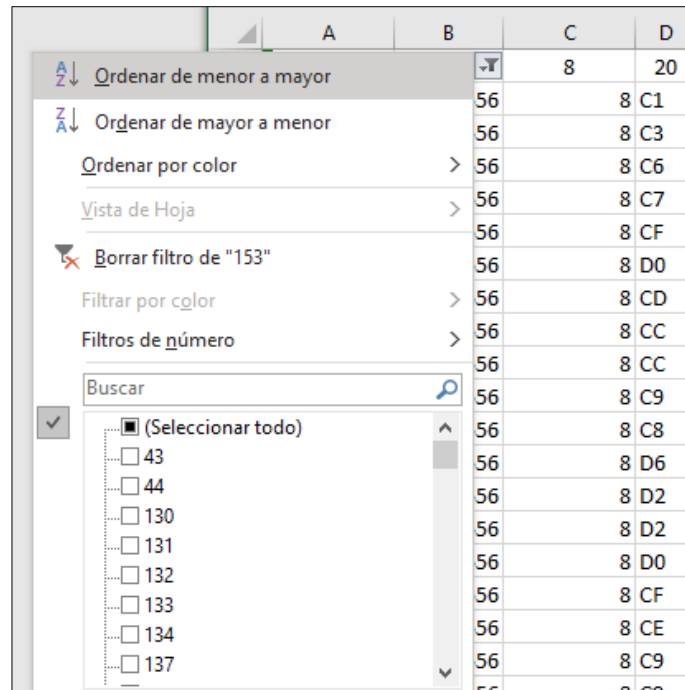 A B C D
Ordenar de menor a mayor 8 20
56 8 C1
Ordenar de mayor a menor 56 8 C3
Ordenar por color 56 8 C6
Vista de Hoja 56 8 C7
56 8 CF
Borrar filtro de "153" 56 8 D0
Filtrar por color 56 8 CD
Filtros de número 56 8 CC
56 8 CC
Buscar 56 8 C9
(Seleccionar todo) 56 8 C8
43 56 8 D6
44 56 8 D2
130 56 8 D2
131 56 8 D0
132 56 8 CF
133 56 8 CE
134 56 8 C9
137